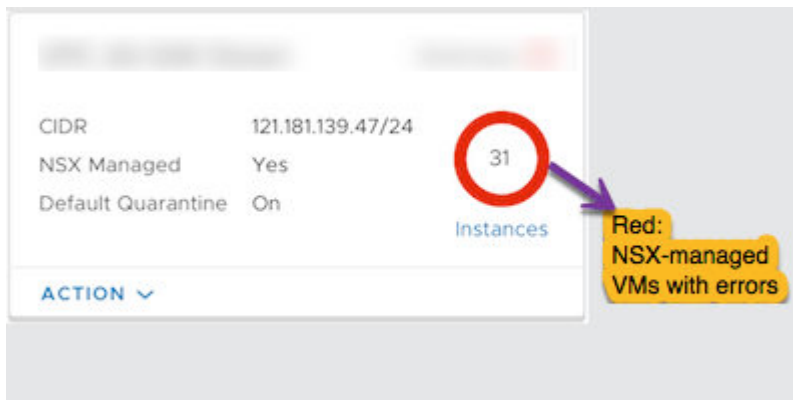 CIDR 121.181.139.47/24
NSX Managed Yes
Default Quarantine On
31
Instances
ACTION
Red:
NSX-managed
VMs with errors